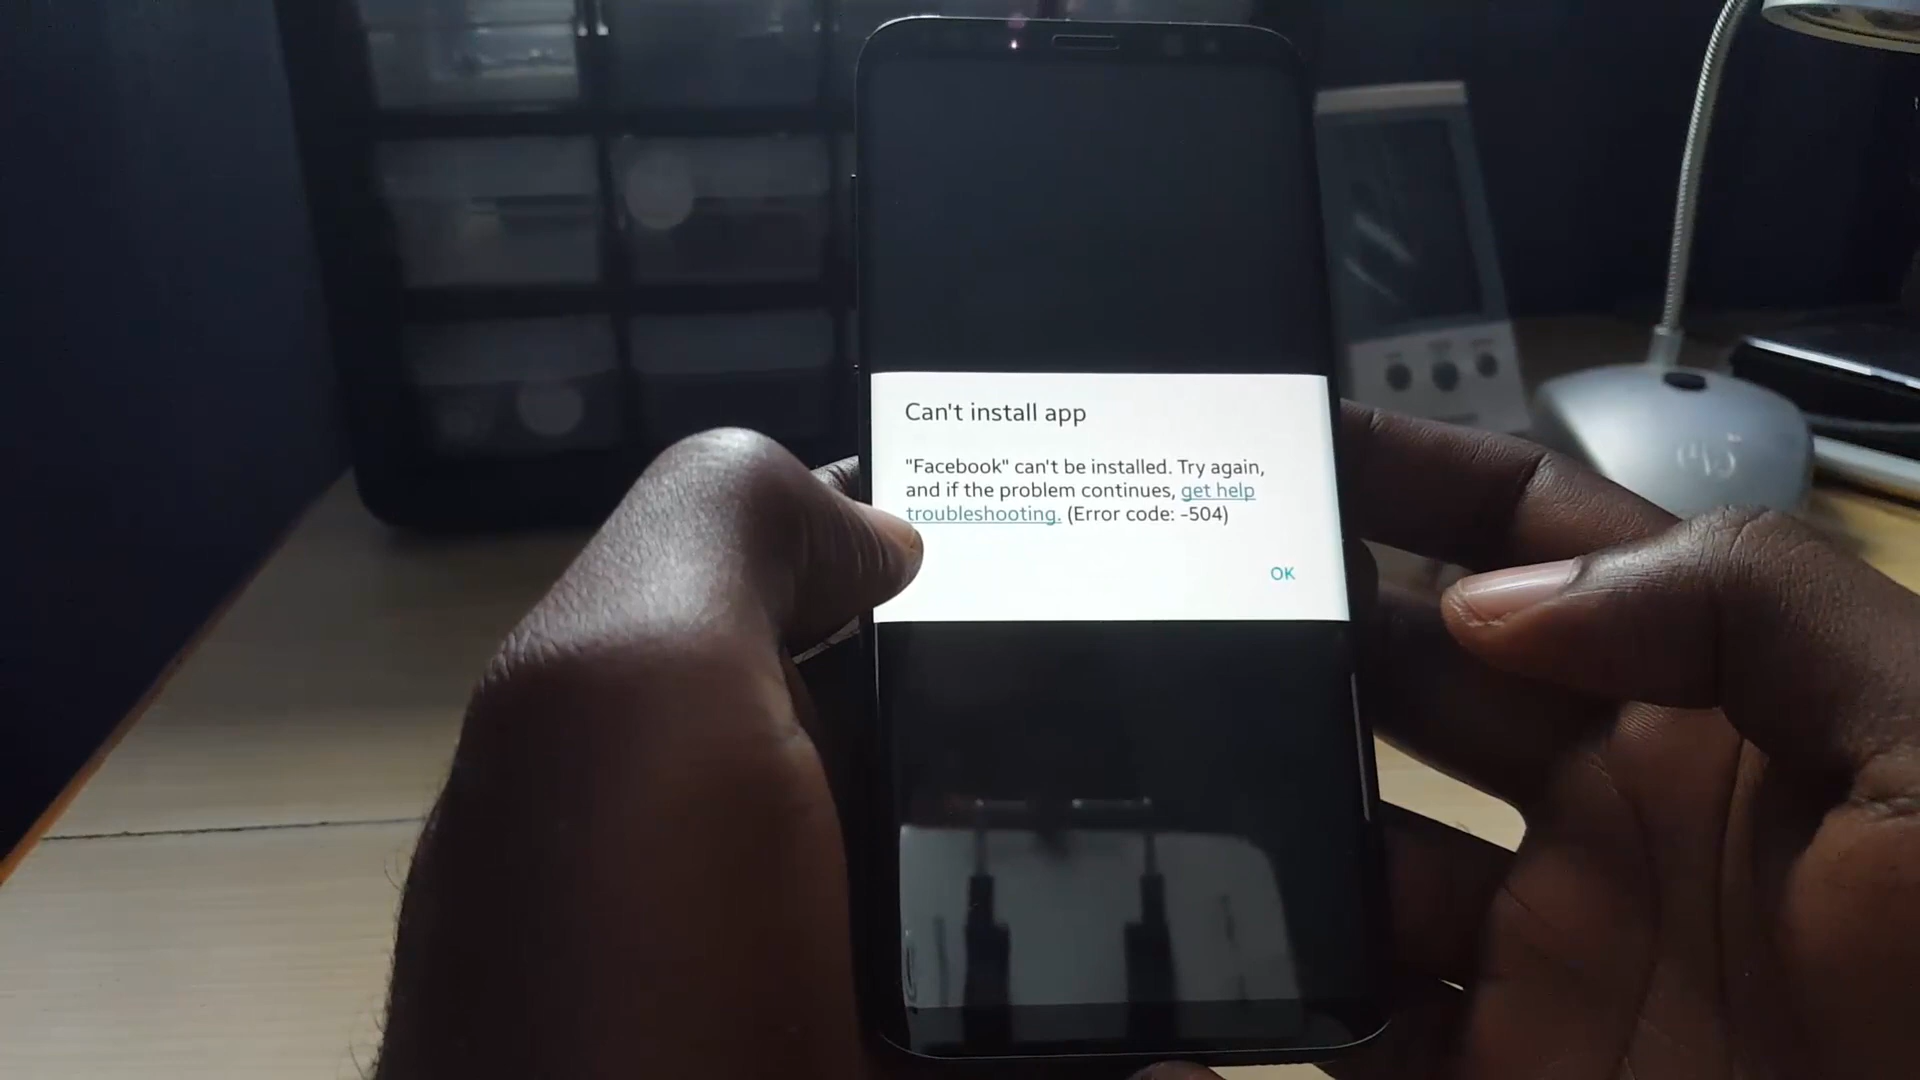 Can't install app
"Facebook" can't be installed. Try again,
and if the problem continues, get help
troubleshooting. (Error code: -504)
OK